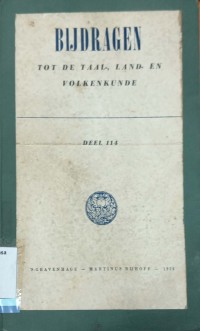 BIJDRAGEN
TOT DE TAAL-, LAND- EN
VOLKENKUNDE
DEEL 114
'S-GRAVENHAGE — MARTINUS NIJHOFF — 1958